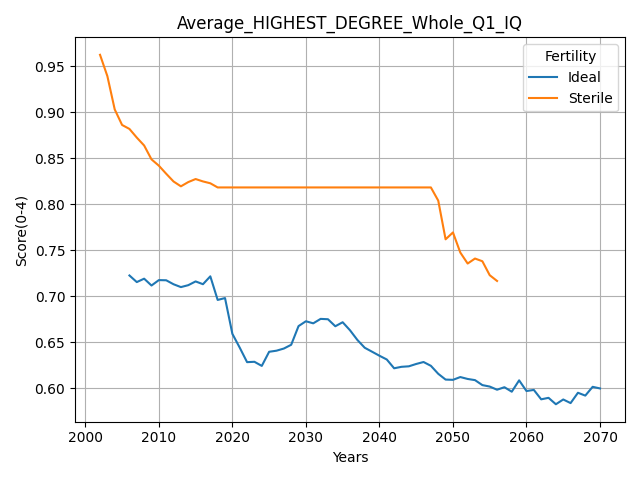 Average_HIGHEST_DEGREE_Whole_Q1_IQ
Fertility
Ideal
Sterile
Score(0-4)
0.95
0.90
0.85
0.80
0.75
0.70
0.65
0.60
2000 2010 2020 2030 2040 2050 2060 2070
Years